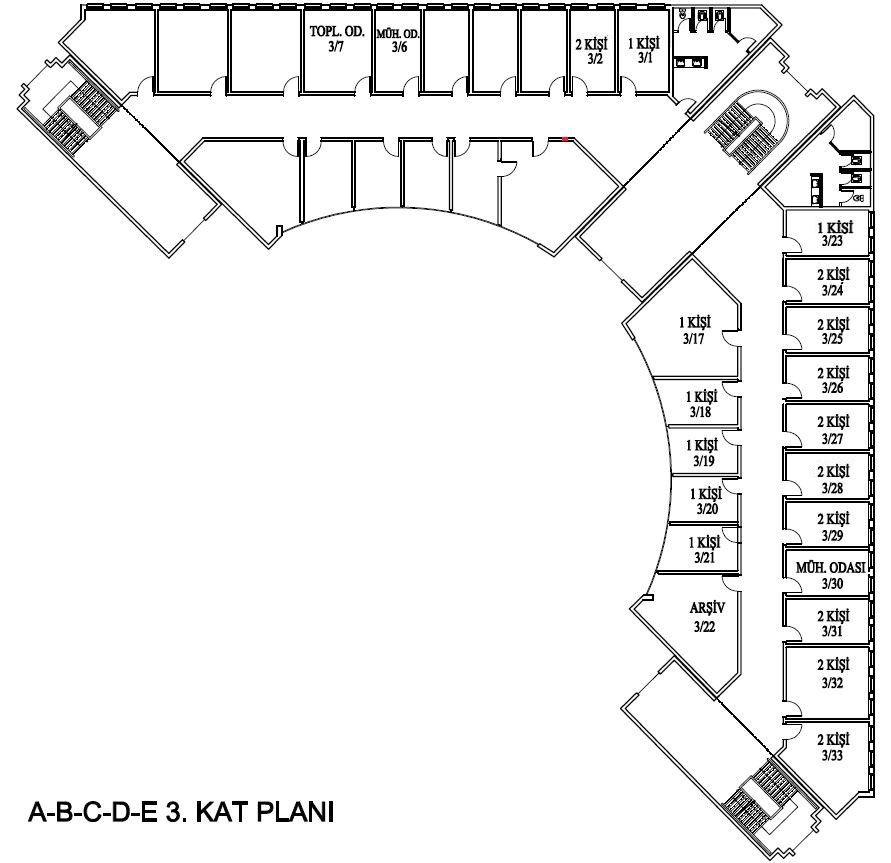 TOPL. OD.
3/7
MÜH. OD.
3/6
2 KİŞİ
3/2
1 KİŞİ
3/1
1 KİSİ
3/23
2 KİŞİ
3/24
2 KİŞİ
3/25
2 KİŞİ
3/26
2 KİŞİ
3/27
2 KİŞİ
3/28
2 KİŞİ
3/29
MÜH. ODASI
3/30
2 KİŞİ
3/31
2 KİŞİ
3/32
2 KİŞİ
3/33
1 KİŞİ
3/17
1 KİŞİ
3/18
1 KİŞİ
3/19
1 KİŞİ
3/20
1 KİŞİ
3/21
ARŞİV
3/22
A-B-C-D-E 3. KAT PLANI